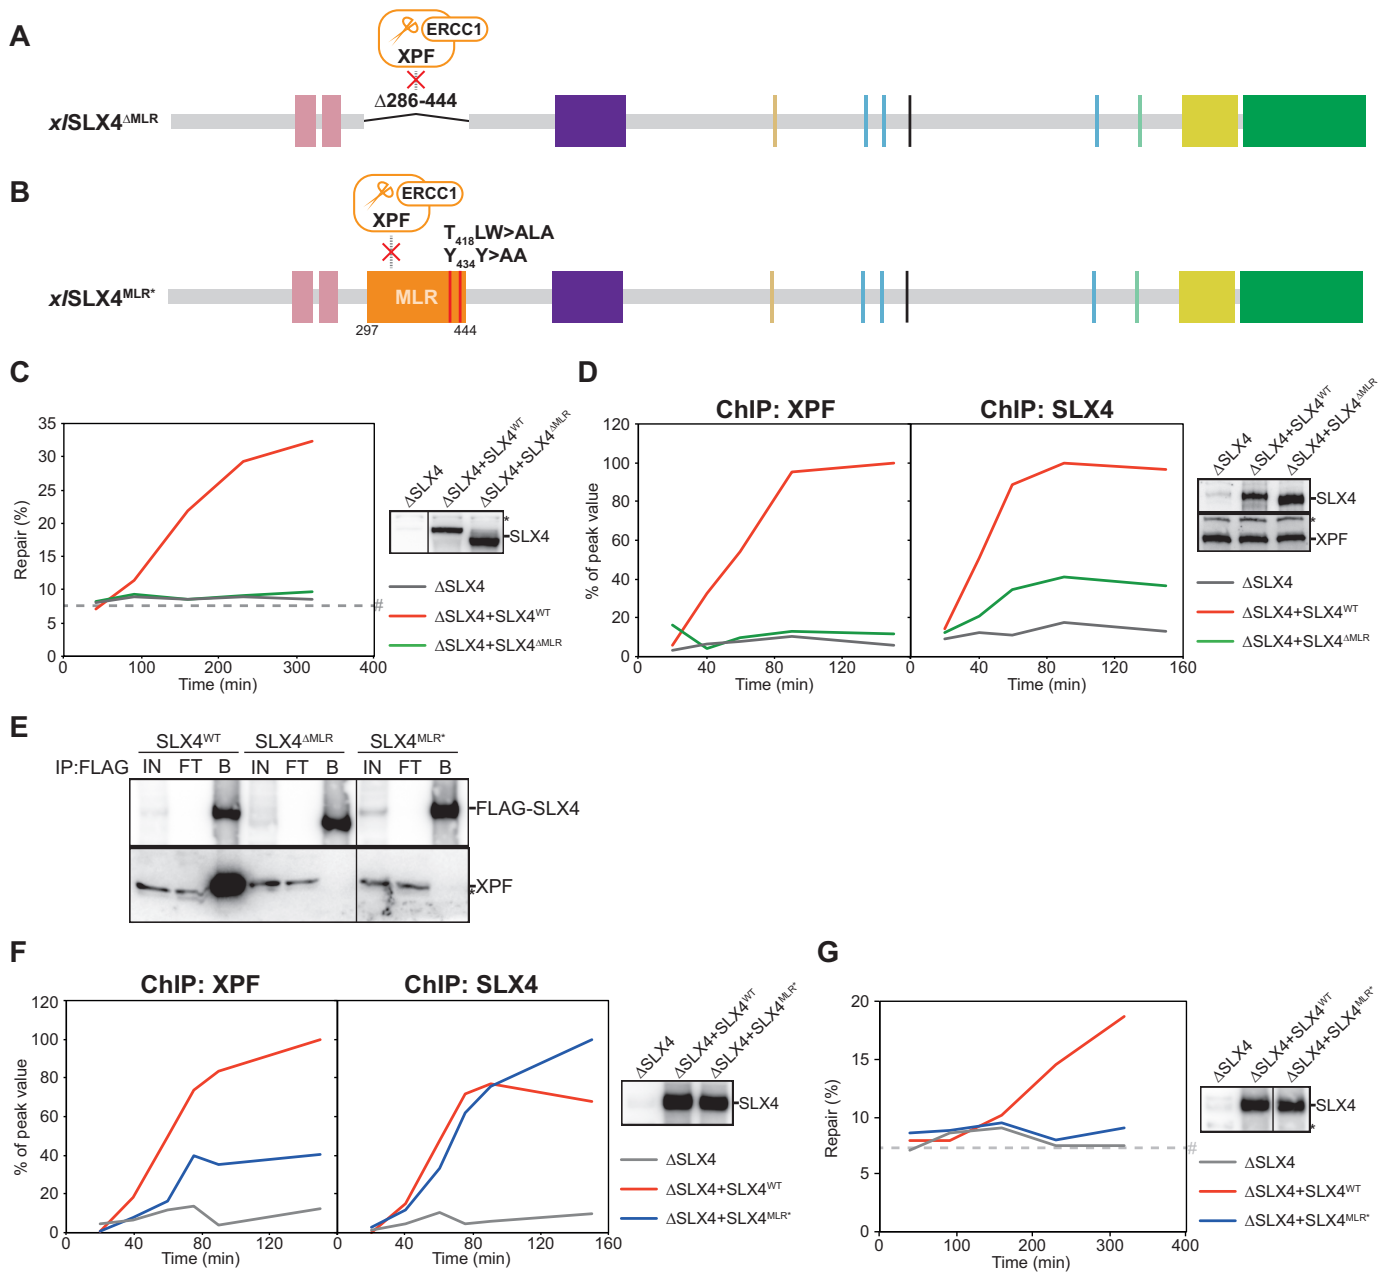 A
ERCC1
XPF
Δ286-444
xlSLX4ΔMLR
B
ERCC1
XPF
T418LW>ALA
Y434Y>AA
xlSLX4MLR*
MLR
297 444
C
Repair (%)
35
30
25
20
15
10
5
0
0 100 200 300 400
Time (min)
#
ΔSLX4
ΔSLX4+SLX4WT
ΔSLX4+SLX4ΔMLR
*
SLX4
ΔSLX4
ΔSLX4+SLX4WT
ΔSLX4+SLX4ΔMLR
D
ChIP: XPF ChIP: SLX4
% of peak value
120
100
80
60
40
20
0
0 40 80 120 0 40 80 120 160
Time (min) Time (min)
ΔSLX4
ΔSLX4+SLX4WT
ΔSLX4+SLX4ΔMLR
SLX4
*
XPF
ΔSLX4
ΔSLX4+SLX4WT
ΔSLX4+SLX4ΔMLR
E
SLX4WT SLX4ΔMLR SLX4MLR*
IP:FLAG IN FT B IN FT B IN FT B
FLAG-SLX4
XPF
*
F
ChIP: XPF ChIP: SLX4
% of peak value
120
100
80
60
40
20
0
0 40 80 120 0 40 80 120 160
Time (min) Time (min)
ΔSLX4
ΔSLX4+SLX4WT
ΔSLX4+SLX4MLR*
SLX4
ΔSLX4
ΔSLX4+SLX4WT
ΔSLX4+SLX4MLR*
G
Repair (%)
20
15
10
5
0
0 100 200 300 400
Time (min)
#
ΔSLX4
ΔSLX4+SLX4WT
ΔSLX4+SLX4MLR*
SLX4
*
ΔSLX4
ΔSLX4+SLX4WT
ΔSLX4+SLX4MLR*